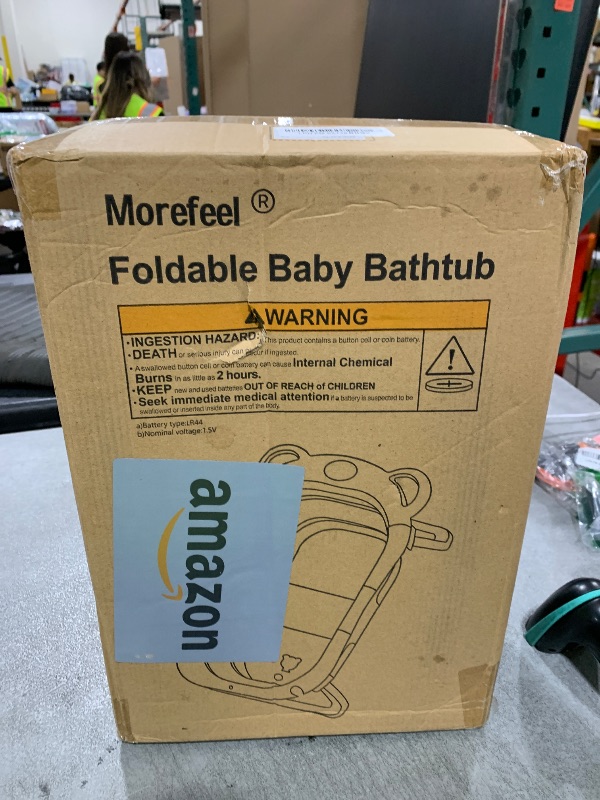 Morefeel ®
Foldable Baby Bathtub
WARNING
•INGESTION HAZARD: This product contains a button cell or coin battery.
•DEATH or serious injury can occur if ingested.
• Aswallowed button cell or coin battery can cause Internal Chemical
Burns in as little as 2 hours.
•KEEP new and used batteries OUT OF REACH of CHILDREN
•Seek immediate medical attention if a battery is suspected to be
swallowed or inserted inside any part of the body.
a)Battery type:LR44
b)Nominal voltage:1.5V
amazon